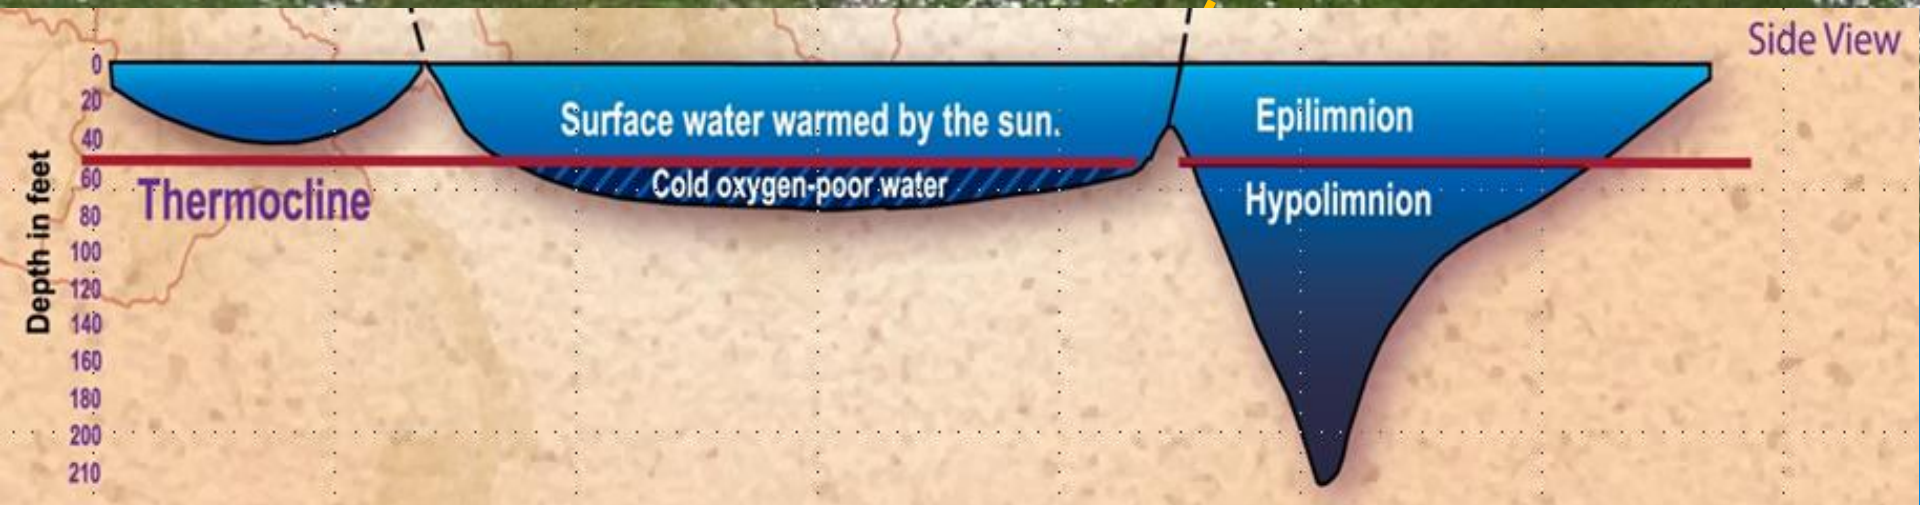 Side View
0
20
40
60
80
100
120
140
160
180
200
210
Depth in feet
Thermocline
Surface water warmed by the sun.
Cold oxygen-poor water
Epilimnion
Hypolimnion